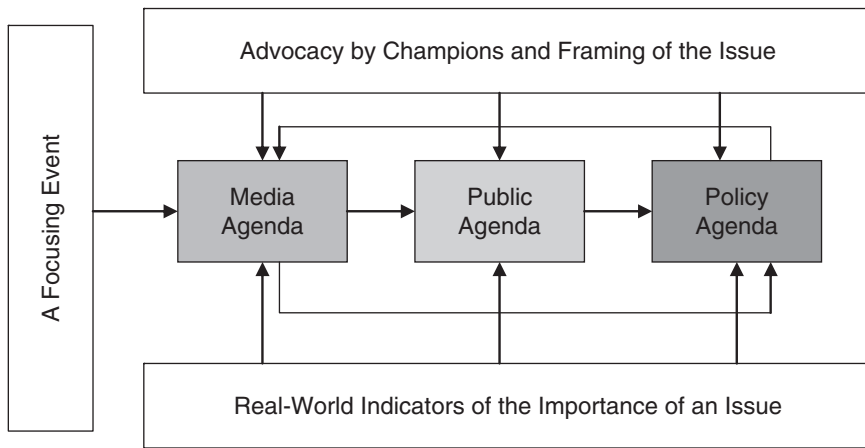 Advocacy by Champions and Framing of the Issue
A Focusing Event
Media
Agenda
Public
Agenda
Policy
Agenda
Real-World Indicators of the Importance of an Issue